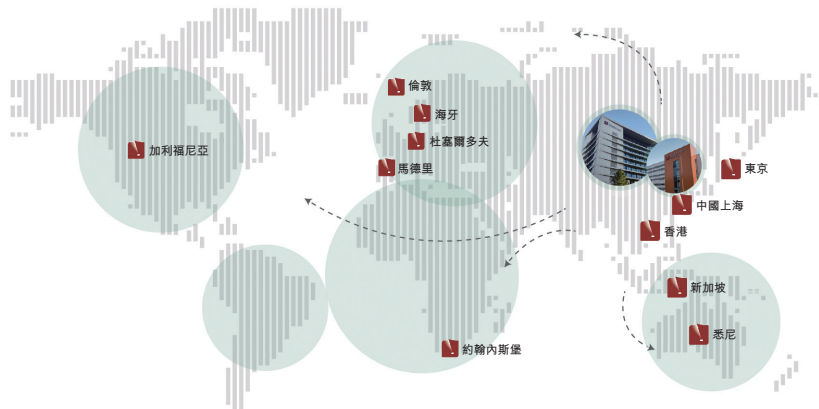 倫敦
海牙
加利福尼亞
杜塞爾多夫
馬德里
東京
中國上海
香港
新加坡
悉尼
約翰內斯堡